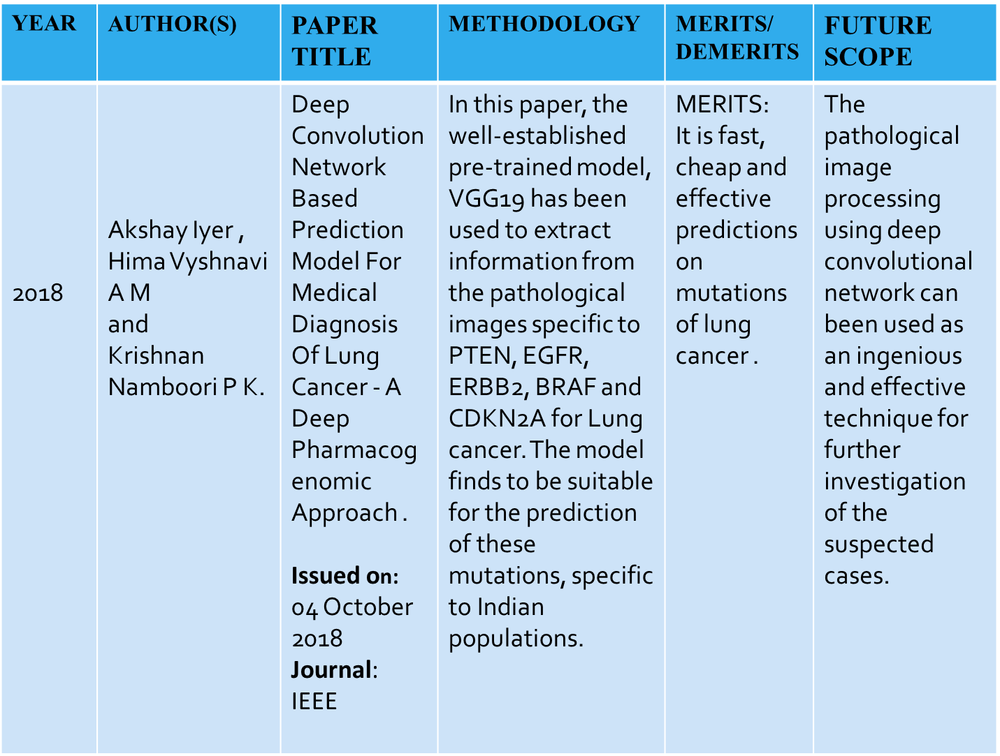 YEAR
AUTHOR(S)
PAPER
TITLE
METHODOLOGY
MERITS/
DEMERITS
FUTURE
SCOPE
2018
Akshay Iyer ,
Hima Vyshnavi
A M
and
Krishnan
Namboori P K.
Deep
Convolution
Network
Based
Prediction
Model For
Medical
Diagnosis
Of Lung
Cancer - A
Deep
Pharmacog
enomic
Approach .
Issued on:
04 October
2018
Journal:
IEEE
In this paper, the
well-established
pre-trained model,
VGG19 has been
used to extract
information from
the pathological
images specific to
PTEN, EGFR,
ERBB2, BRAF and
CDKN2A for Lung
cancer. The model
finds to be suitable
for the prediction
of these
mutations, specific
to Indian
populations.
MERITS:
It is fast,
cheap and
effective
predictions
on
mutations
of lung
cancer .
The
pathological
image
processing
using deep
convolutional
network can
been used as
an ingenious
and effective
technique for
further
investigation
of the
suspected
cases.